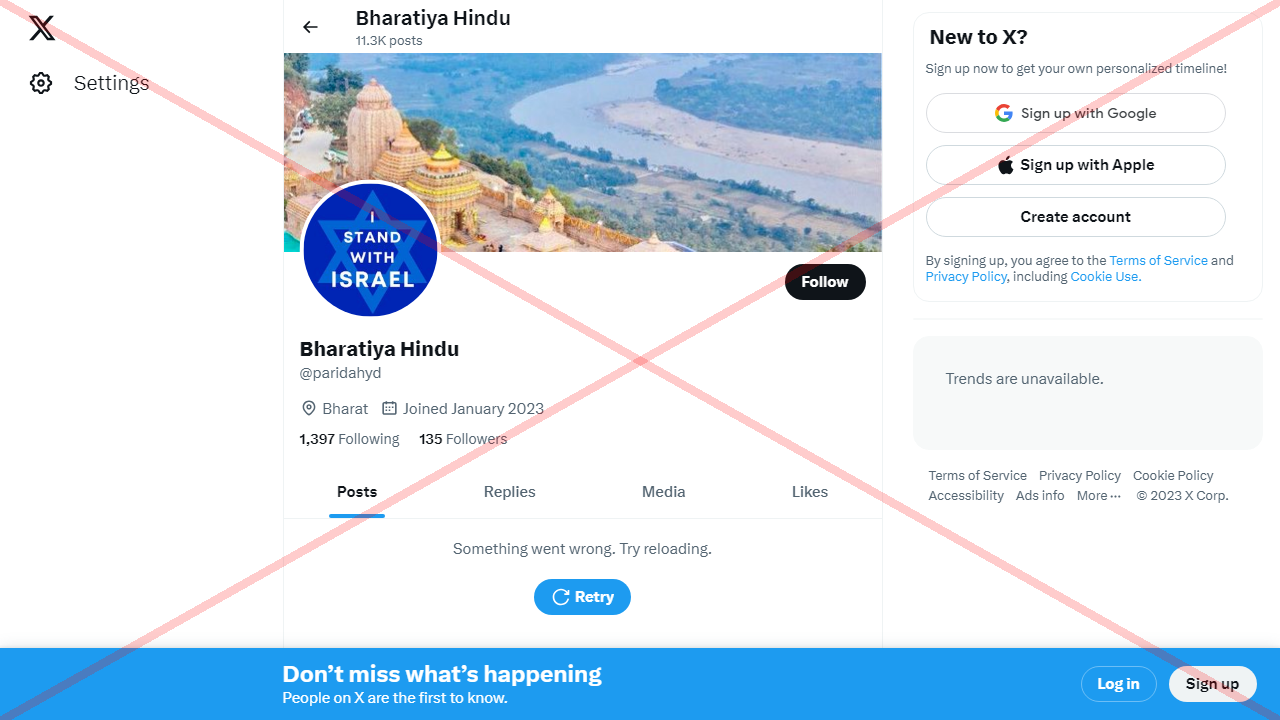 Settings
Bharatiya Hindu
11.3K posts
I
STAND
WITH
ISRAEL
Follow
Bharatiya Hindu
@paridahyd
Bharat Joined January 2023
1,397 Following 135 Followers
Posts Replies Media Likes
Something went wrong. Try reloading.
Retry
New to X?
Sign up now to get your own personalized timeline!
Sign up with Google
Sign up with Apple
Create account
By signing up, you agree to the Terms of Service and
Privacy Policy, including Cookie Use.
Trends are unavailable.
Terms of Service Privacy Policy Cookie Policy
Accessibility Ads info More ··· © 2023 X Corp.
Don’t miss what’s happening
People on X are the first to know.
Log in
Sign up